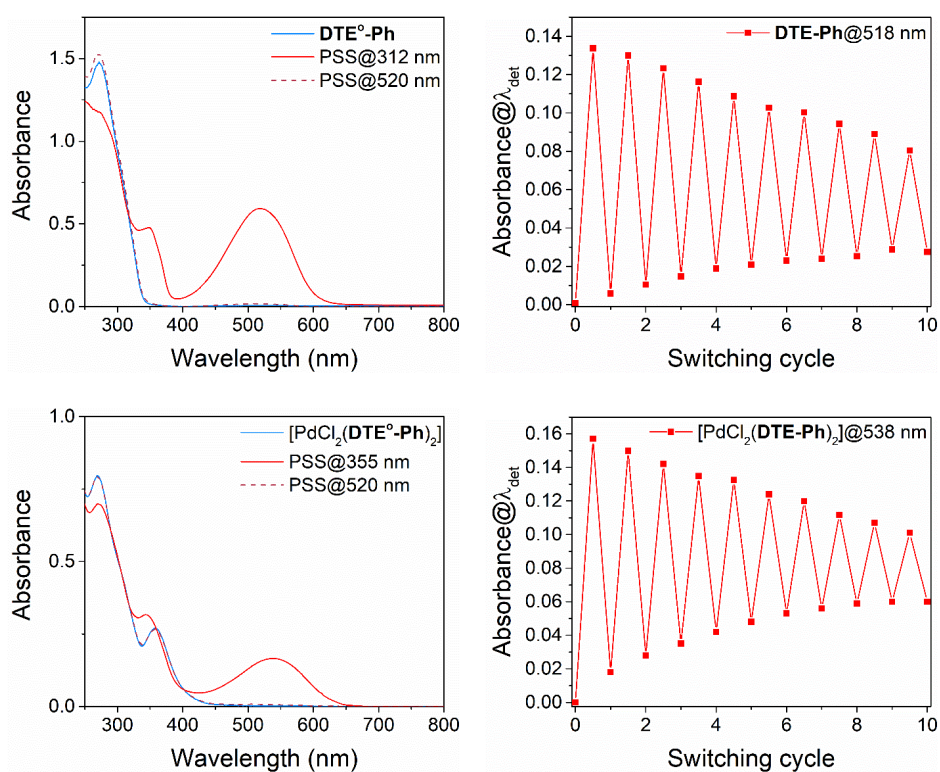 DTE°-Ph
PSS@312 nm
PSS@520 nm
1.5
1.0
0.5
0.0
Absorbance
300 400 500 600 700 800
Wavelength (nm)
DTE-Ph@518 nm
0.14
0.12
0.10
0.08
0.06
0.04
0.02
0.00
Absorbance@λdet
0 2 4 6 8 10
Switching cycle
[PdCl₂(DTE°-Ph)₂]
PSS@355 nm
PSS@520 nm
1.0
0.5
0.0
Absorbance
300 400 500 600 700 800
Wavelength (nm)
[PdCl₂(DTE-Ph)₂]@538 nm
0.16
0.14
0.12
0.10
0.08
0.06
0.04
0.02
0.00
Absorbance@λdet
0 2 4 6 8 10
Switching cycle